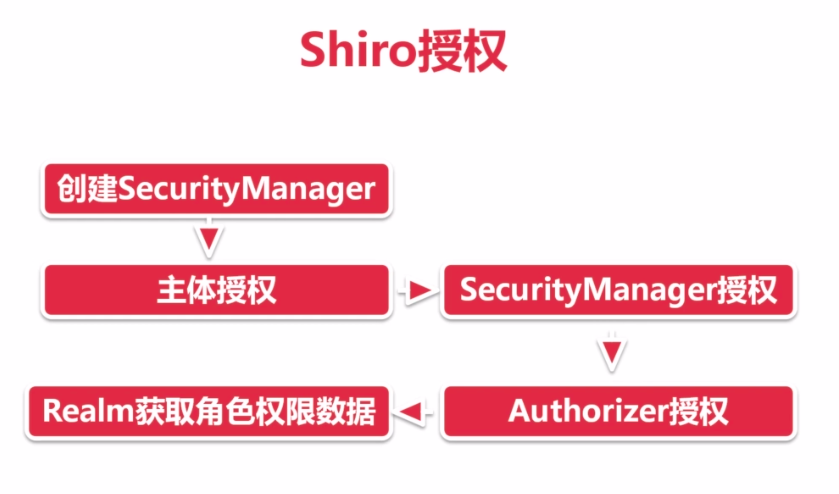 Shiro授权
创建SecurityManager
主体授权
SecurityManager授权
Authorizer授权
Realm获取角色权限数据